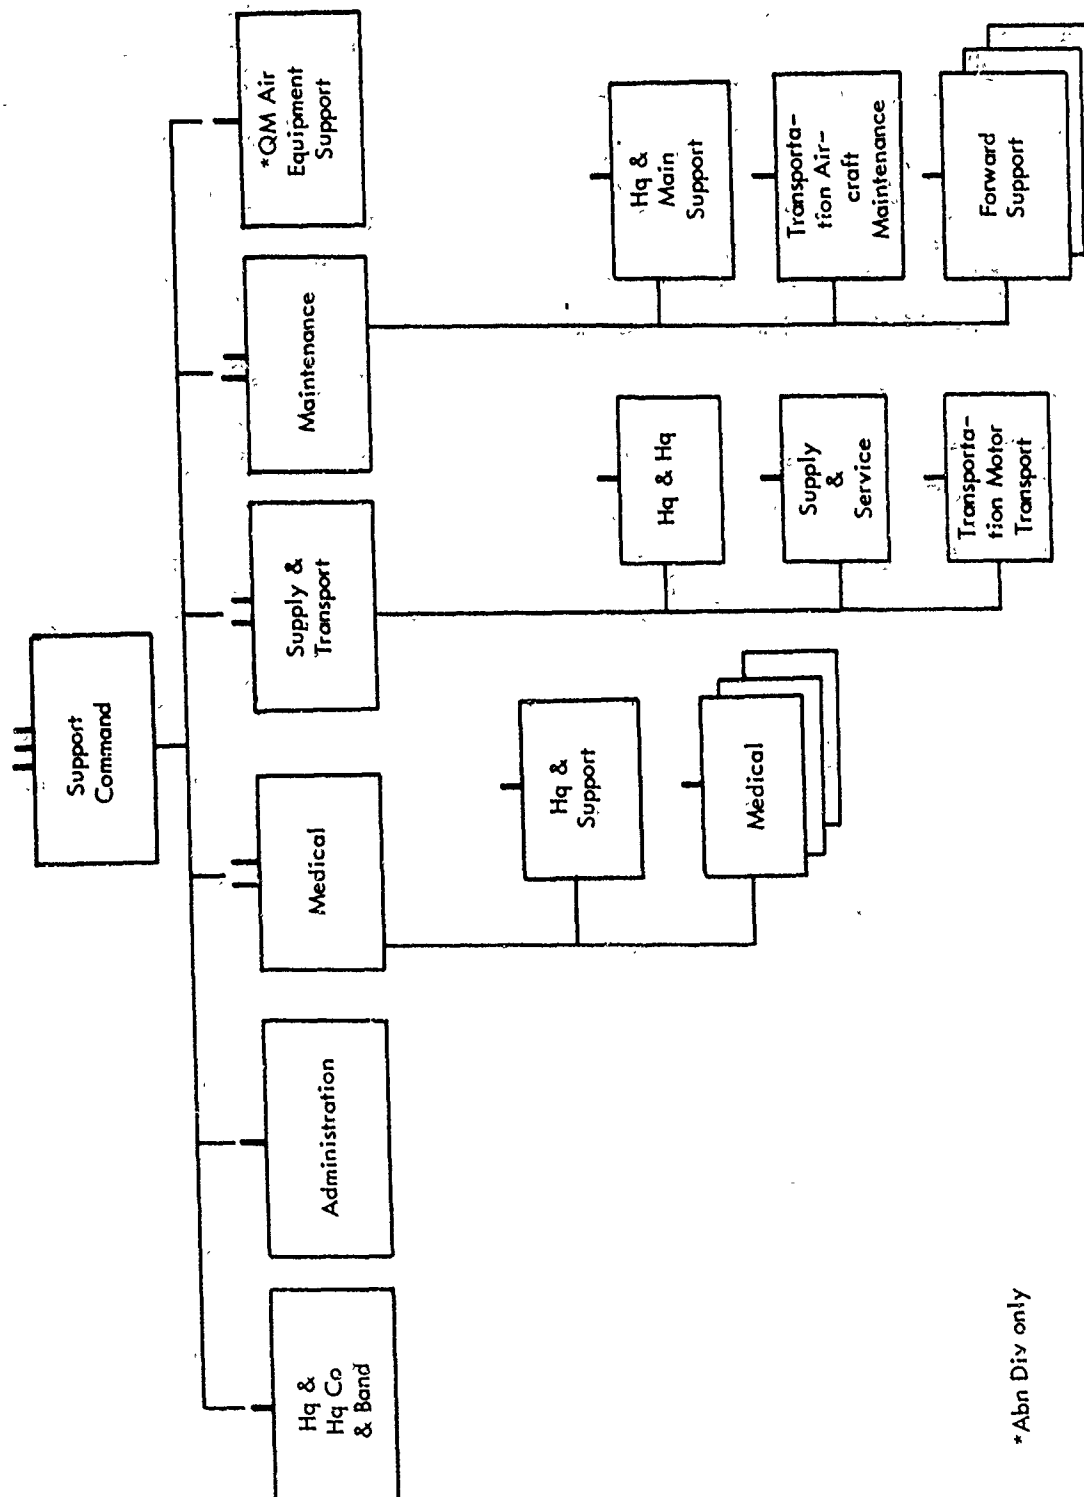 Support
Command
Hq &
Hq Co
& Band
Administration
Medical
Supply &
Transport
Maintenance
*QM Air
Equipment
Support
Hq &
Support
Medical
Hq & Hq
Supply
&
Service
Transporta-
tion Motor
Transport
Hq &
Main
Support
Transporta-
tion Air-
craft
Maintenance
Forward
Support
*Abn Div only